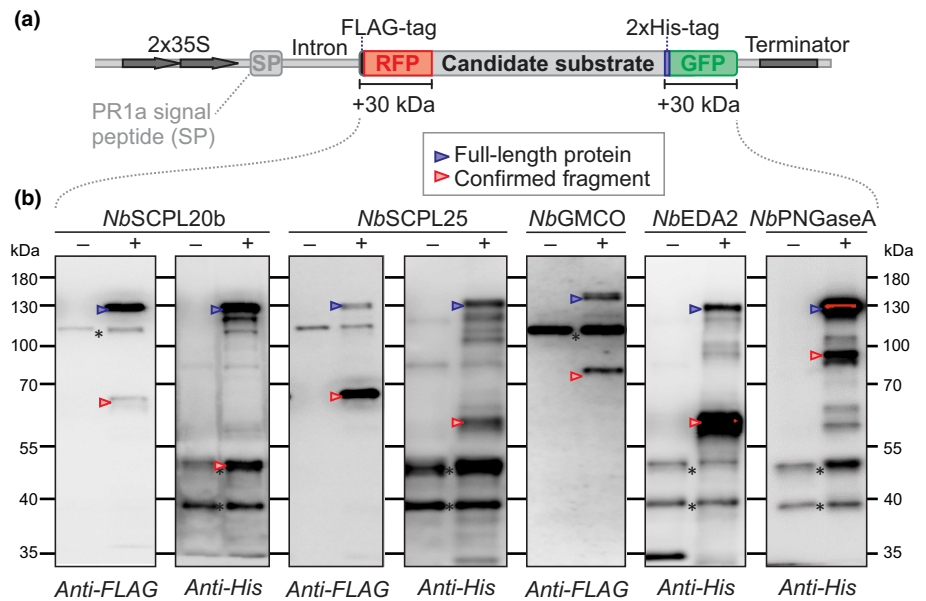 (a)
FLAG-tag 2xHis-tag
2x35S Intron Terminator
SP RFP Candidate substrate GFP
+30 kDa +30 kDa
PR1a signal
peptide (SP)
Full-length protein
Confirmed fragment
(b)
NbSCPL20b NbSCPL25 NbGMCO NbEDA2 NbPNGaseA
kDa – + – + – + – + – + – + – + kDa
180 180
130 130
* *
100 100
70 70
55 55
* * * *
40 40
* * * *
35 35
Anti-FLAG Anti-His Anti-FLAG Anti-His Anti-FLAG Anti-His Anti-His